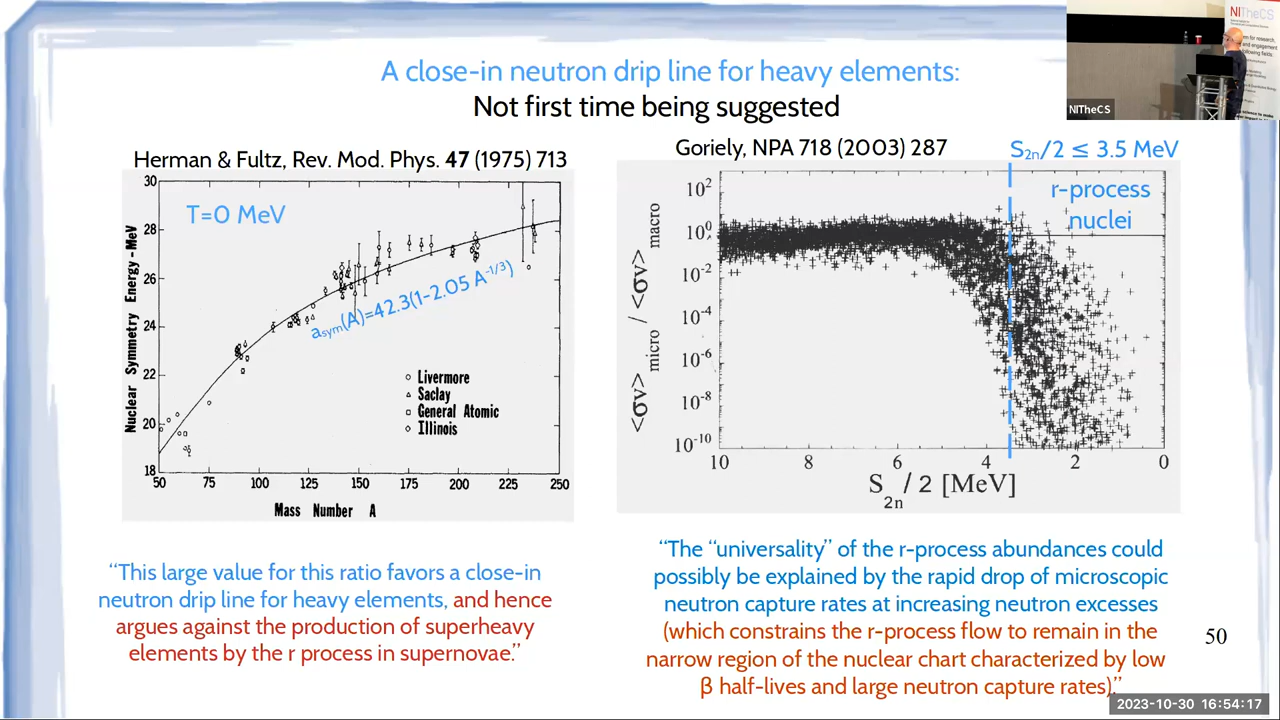 A close-in neutron drip line for heavy elements:
Not first time being suggested
NITheCS
NITheCS
Herman & Fultz, Rev. Mod. Phys. 47 (1975) 713
30
28
26
24
22
20
18
Nuclear Symmetry Energy-MeV
T=0 MeV
a_sym(A)=42.3(1-2.05 A^-1/3)
Livermore
Saclay
General Atomic
Illinois
50 75 100 125 150 175 200 225 250
Mass Number A
"This large value for this ratio favors a close-in
neutron drip line for heavy elements, and hence
argues against the production of superheavy
elements by the r process in supernovae."
Goriely, NPA 718 (2003) 287
S₂ₙ/2 ≤ 3.5 MeV
r-process
nuclei
<σv>micro / <σv>macro
10²
10⁰
10⁻²
10⁻⁴
10⁻⁶
10⁻⁸
10⁻¹⁰
10 8 6 4 2 0
S₂ₙ/2 [MeV]
"The "universality" of the r-process abundances could
possibly be explained by the rapid drop of microscopic
neutron capture rates at increasing neutron excesses
(which constrains the r-process flow to remain in the
narrow region of the nuclear chart characterized by low
β half-lives and large neutron capture rates)."
50
2023-10-30 16:54:17